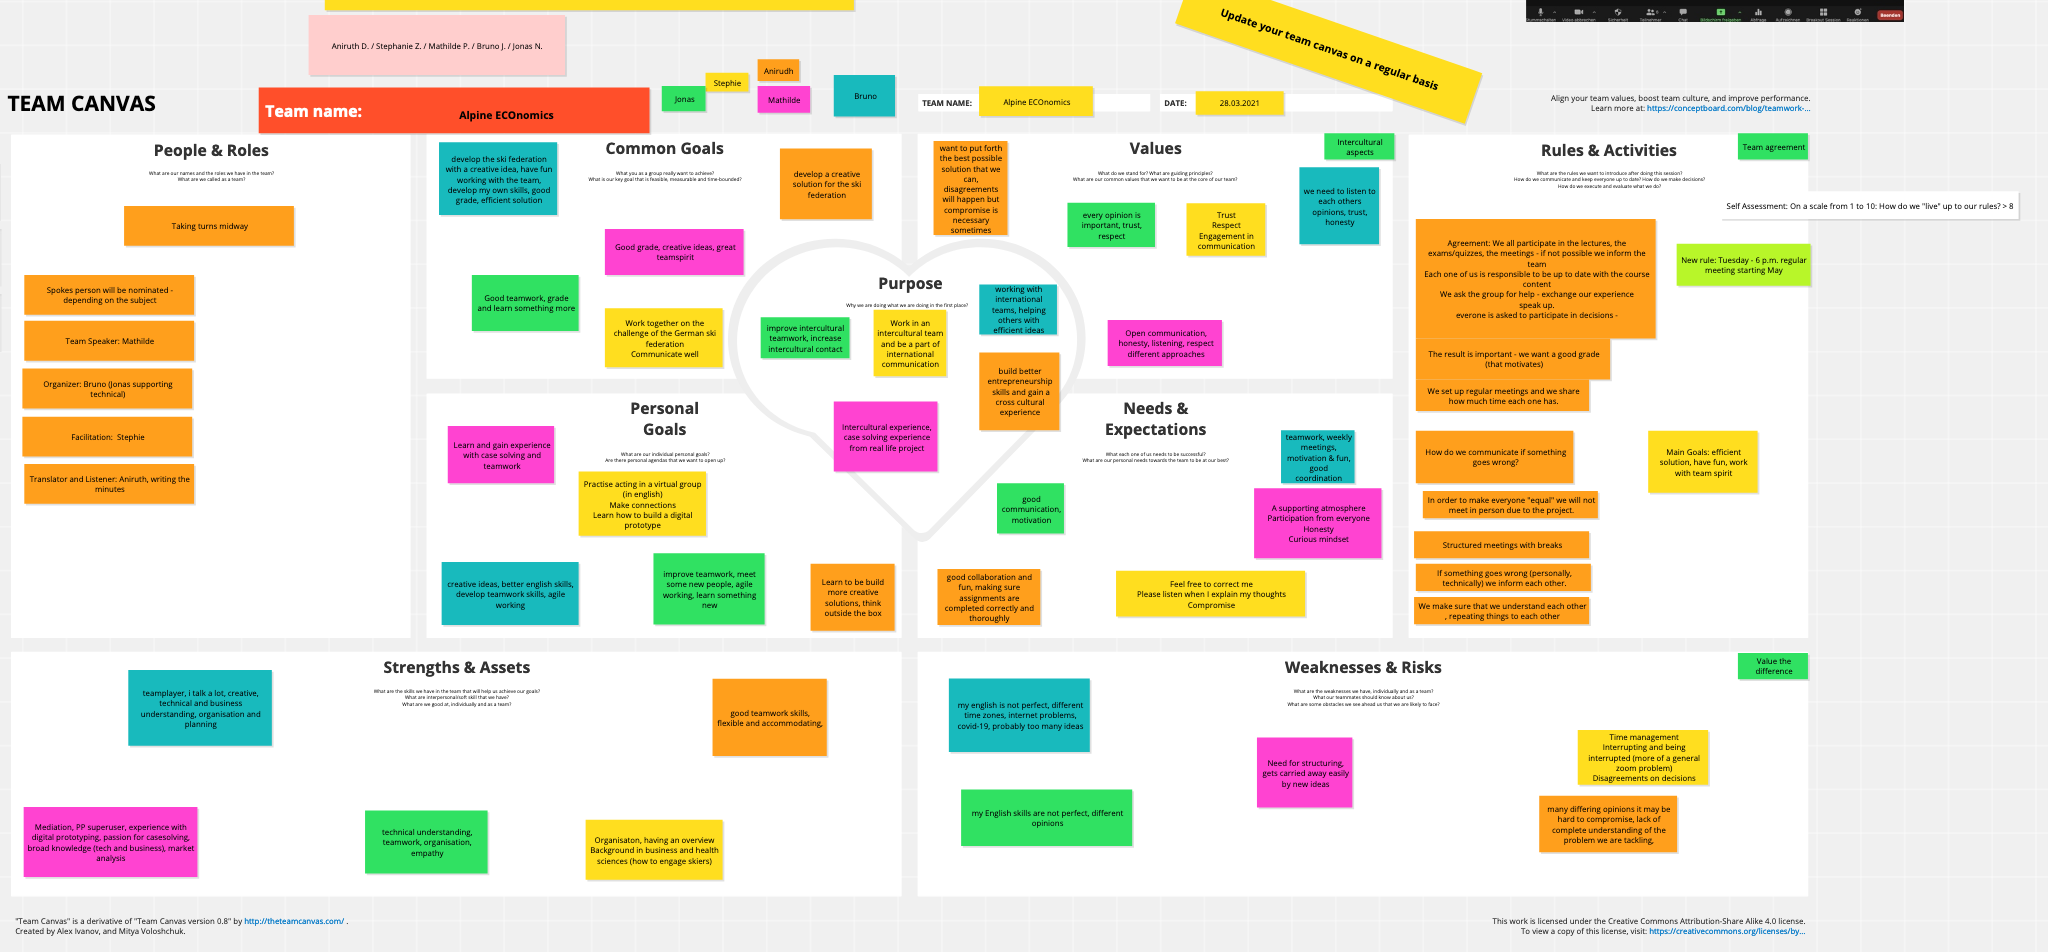 Update your team canvas on a regular basis
Aniruth D. / Stephanie Z. / Mathilde P. / Bruno J. / Jonas N.
Beenden
TEAM CANVAS
Team name:
Alpine ECOnomics
Jonas
Stephie
Anirudh
Mathilde
Bruno
TEAM NAME:
Alpine ECOnomics
DATE:
28.03.2021
Align your team values, boost team culture, and improve performance.
Learn more at: https://conceptboard.com/blog/teamwork-...
People & Roles
What are our names and the roles we have in the team?
What are we called as a team?
Taking turns midway
Spokes person will be nominated -
depending on the subject
Team Speaker: Mathilde
Organizer: Bruno (Jonas supporting
technical)
Facilitation: Stephie
Translator and Listener: Aniruth, writing the
minutes
Common Goals
What you as a group really want to achieve?
What is our key goal that is feasible, measurable and time-bounded?
develop the ski federation
with a creative idea, have fun
working with the team,
develop my own skills, good
grade, efficient solution
develop a creative
solution for the ski
federation
Good grade, creative ideas, great
teamspirit
Good teamwork, grade
and learn something more
Work together on the
challenge of the German ski
federation
Communicate well
Values
What do we stand for? What are guiding principles?
What are our common values that we want to be at the core of our team?
Intercultural
aspects
want to put forth
the best possible
solution that we
can,
disagreements
will happen but
compromise is
necessary
sometimes
every opinion is
important, trust,
respect
Trust
Respect
Engagement in
communication
we need to listen to
each others
opinions, trust,
honesty
Open communication,
honesty, listening, respect
different approaches
Purpose
Why we are doing what we are doing in the first place?
improve intercultural
teamwork, increase
intercultural contact
Work in an
intercultural team
and be a part of
international
communication
working with
international
teams, helping
others with
efficient ideas
build better
entrepreneurship
skills and gain a
cross cultural
experience
Intercultural experience,
case solving experience
from real life project
Rules & Activities
What are the rules we want to introduce after doing this session?
How do we communicate and keep everyone up to date? How do we make decisions?
How do we execute and evaluate what we do?
Team agreement
Self Assessment: On a scale from 1 to 10: How do we "live" up to our rules? > 8
Agreement: We all participate in the lectures, the
exams/quizzes, the meetings - if not possible we inform the
team
Each one of us is responsible to be up to date with the course
content
We ask the group for help - exchange our experience
speak up.
everone is asked to participate in decisions -
New rule: Tuesday - 6 p.m. regular
meeting starting May
The result is important - we want a good grade
(that motivates)
We set up regular meetings and we share
how much time each one has.
How do we communicate if something
goes wrong?
Main Goals: efficient
solution, have fun, work
with team spirit
In order to make everyone "equal" we will not
meet in person due to the project.
Structured meetings with breaks
If something goes wrong (personally,
technically) we inform each other.
We make sure that we understand each other
, repeating things to each other
Personal
Goals
What are our individual personal goals?
Are there personal agendas that we want to open up?
Learn and gain experience
with case solving and
teamwork
Practise acting in a virtual group
(in english)
Make connections
Learn how to build a digital
prototype
creative ideas, better english skills,
develop teamwork skills, agile
working
improve teamwork, meet
some new people, agile
working, learn something
new
Learn to be build
more creative
solutions, think
outside the box
Needs &
Expectations
What each one of us needs to be successful?
What are our personal needs towards the team to be at our best?
teamwork, weekly
meetings,
motivation & fun,
good
coordination
good
communication,
motivation
A supporting atmosphere
Participation from everyone
Honesty
Curious mindset
good collaboration and
fun, making sure
assignments are
completed correctly and
thoroughly
Feel free to correct me
Please listen when I explain my thoughts
Compromise
Strengths & Assets
What are the skills we have in the team that will help us achieve our goals?
What are interpersonal/soft skill that we have?
What are we good at, individually and as a team?
teamplayer, i talk a lot, creative,
technical and business
understanding, organisation and
planning
good teamwork skills,
flexible and accommodating,
Mediation, PP superuser, experience with
digital prototyping, passion for casesolving,
broad knowledge (tech and business), market
analysis
technical understanding,
teamwork, organisation,
empathy
Organisaton, having an overview
Background in business and health
sciences (how to engage skiers)
Weaknesses & Risks
What are the weaknesses we have, individually and as a team?
What our teammates should know about us?
What are some obstacles we see ahead us that we are likely to face?
Value the
difference
my english is not perfect, different
time zones, internet problems,
covid-19, probably too many ideas
my English skills are not perfect, different
opinions
Need for structuring,
gets carried away easily
by new ideas
Time management
Interrupting and being
interrupted (more of a general
zoom problem)
Disagreements on decisions
many differing opinions it may be
hard to compromise, lack of
complete understanding of the
problem we are tackling,
"Team Canvas" is a derivative of "Team Canvas version 0.8" by http://theteamcanvas.com/ .
Created by Alex Ivanov, and Mitya Voloshchuk.
This work is licensed under the Creative Commons Attribution-Share Alike 4.0 license.
To view a copy of this license, visit: https://creativecommons.org/licenses/by...